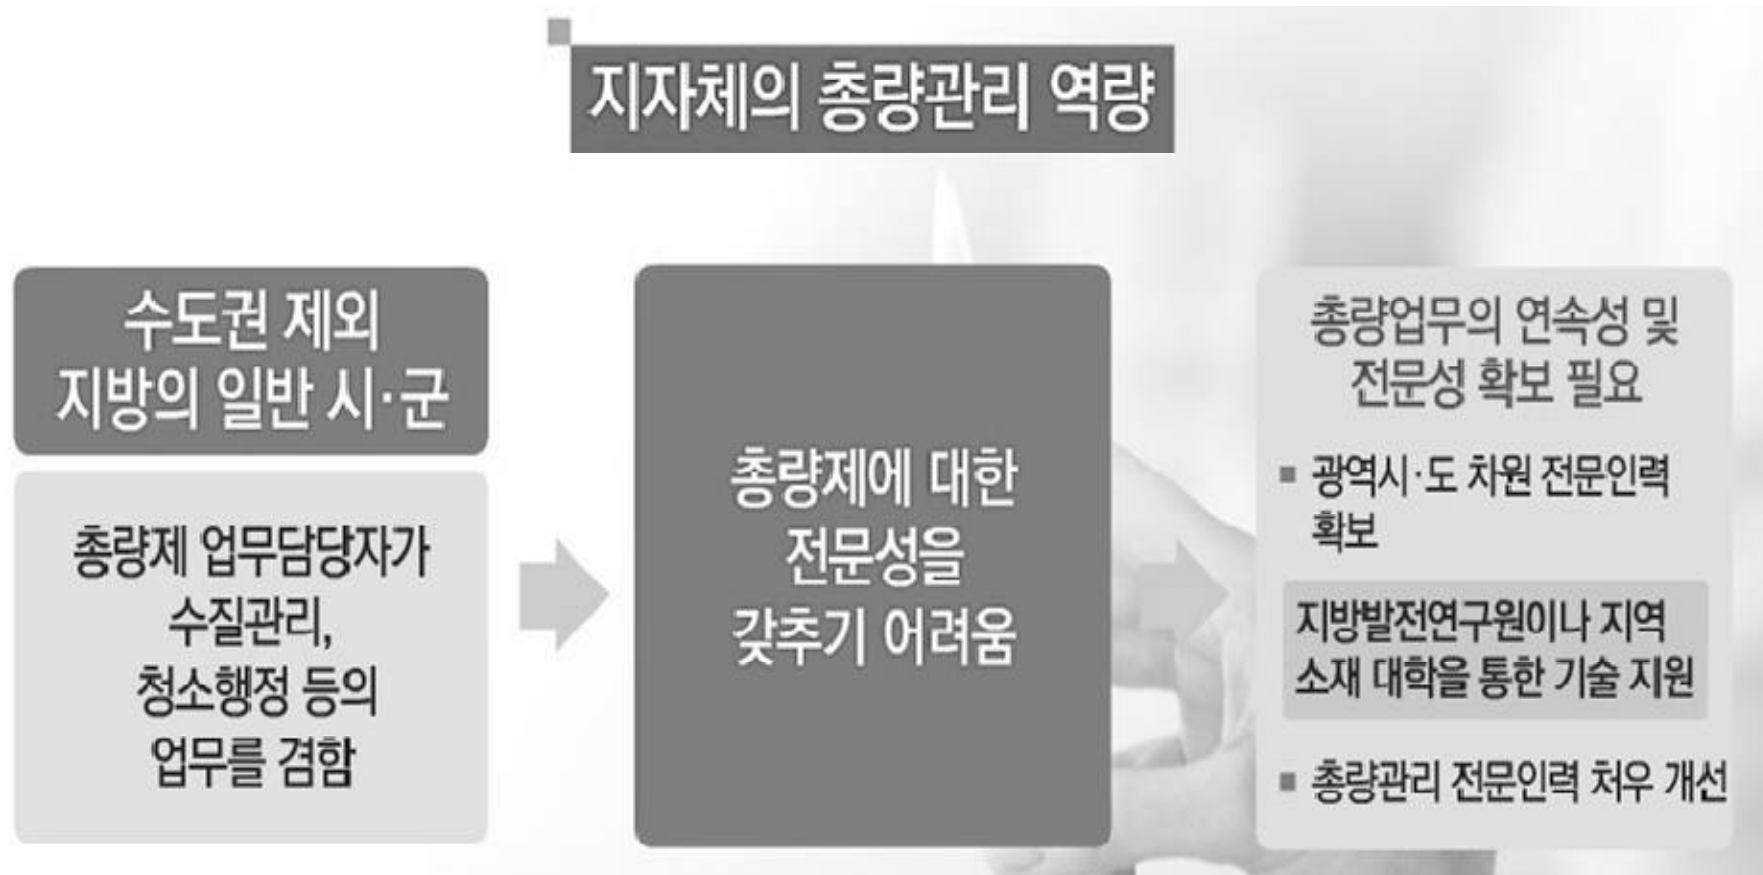 지자체의 총량관리 역량
수도권 제외
지방의 일반 시·군
총량제 업무담당자가
수질관리,
청소행정 등의
업무를 겸함
총량제에 대한
전문성을
갖추기 어려움
총량업무의 연속성 및
전문성 확보 필요
▪ 광역시·도 차원 전문인력
확보
지방발전연구원이나 지역
소재 대학을 통한 기술 지원
▪ 총량관리 전문인력 처우 개선